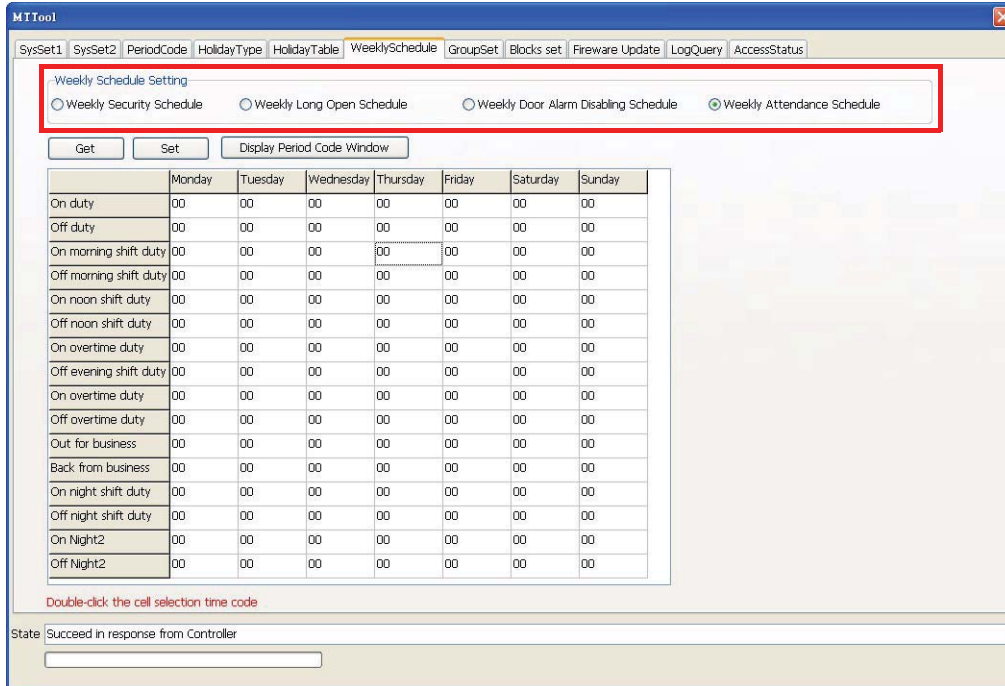 MTTool
SysSet1 SysSet2 PeriodCode HolidayType HolidayTable WeeklySchedule GroupSet Blocks set Fireware Update LogQuery AccessStatus
Weekly Schedule Setting
Weekly Security Schedule Weekly Long Open Schedule Weekly Door Alarm Disabling Schedule Weekly Attendance Schedule
Get Set Display Period Code Window
Monday Tuesday Wednesday Thursday Friday Saturday Sunday
On duty 00 00 00 00 00 00 00
Off duty 00 00 00 00 00 00 00
On morning shift duty 00 00 00 00 00 00 00
Off morning shift duty 00 00 00 00 00 00 00
On noon shift duty 00 00 00 00 00 00 00
Off noon shift duty 00 00 00 00 00 00 00
On overtime duty 00 00 00 00 00 00 00
Off evening shift duty 00 00 00 00 00 00 00
On overtime duty 00 00 00 00 00 00 00
Off overtime duty 00 00 00 00 00 00 00
Out for business 00 00 00 00 00 00 00
Back from business 00 00 00 00 00 00 00
On night shift duty 00 00 00 00 00 00 00
Off night shift duty 00 00 00 00 00 00 00
On Night2 00 00 00 00 00 00 00
Off Night2 00 00 00 00 00 00 00
Double-click the cell selection time code
State Succeed in response from Controller